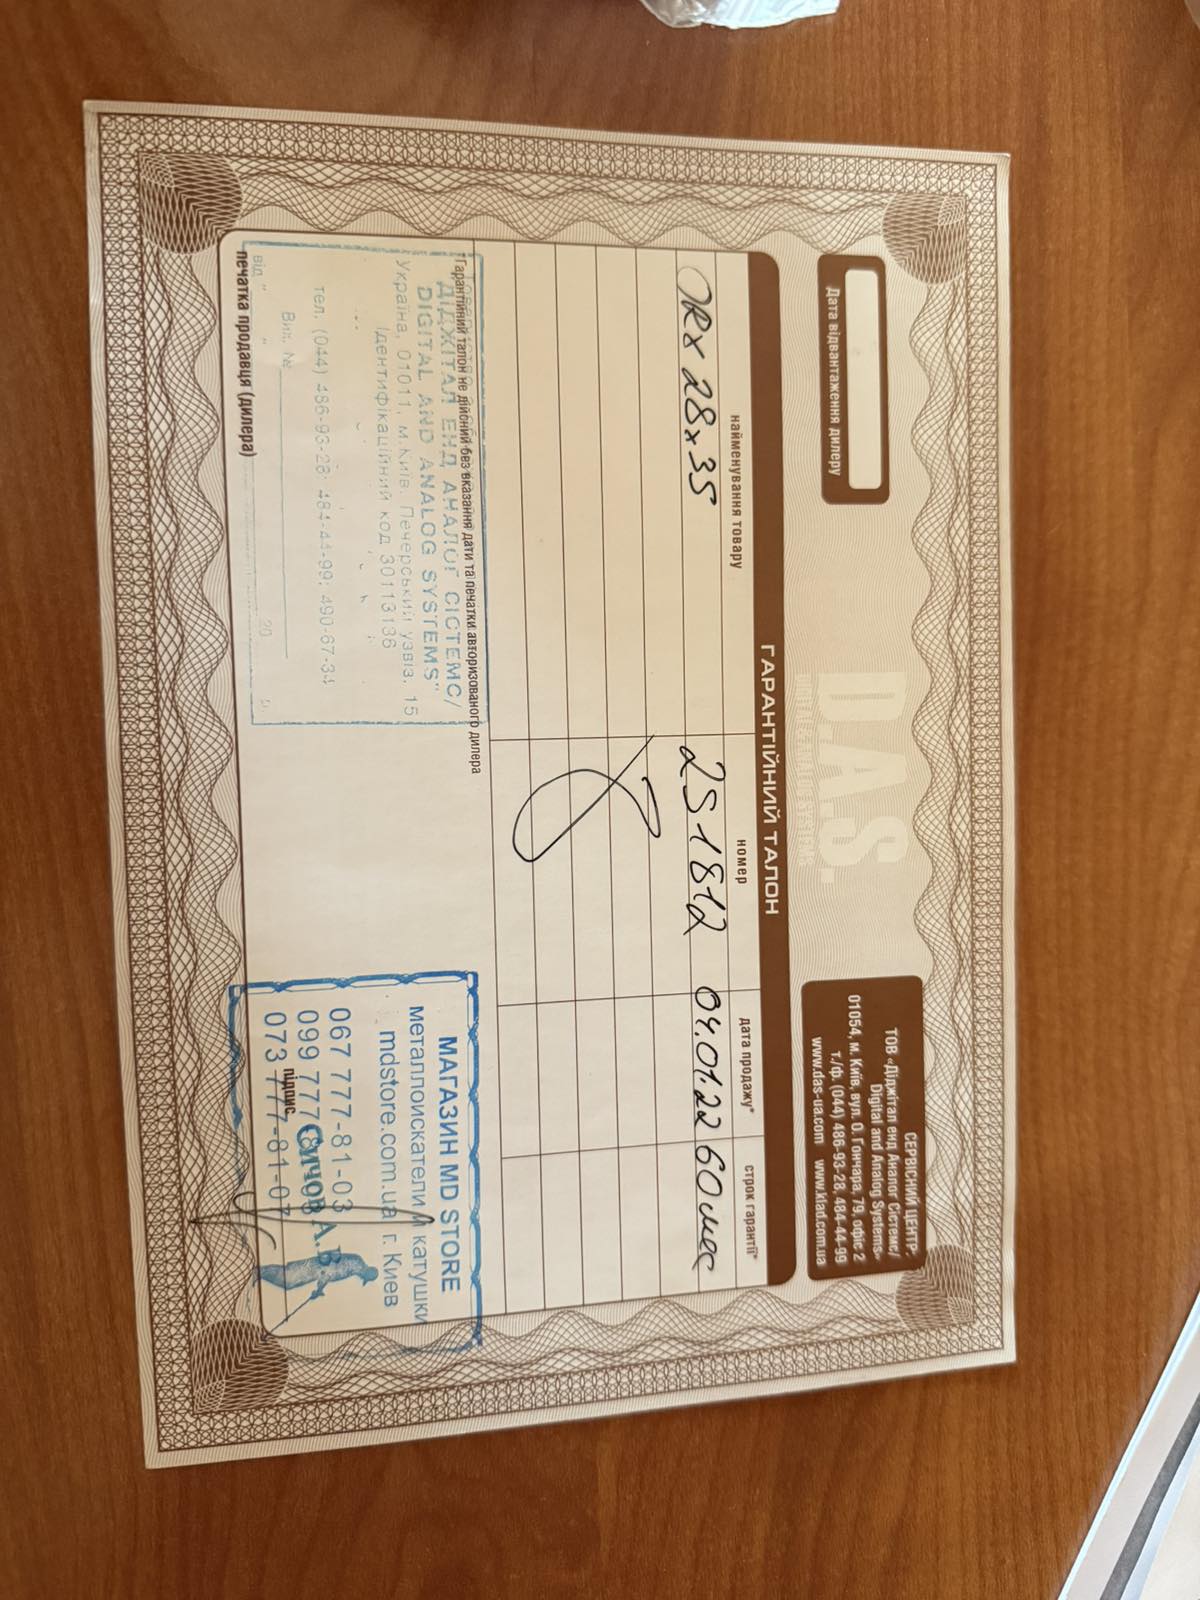 Дата відвантаження дилеру
D.A.S.
DIGITAL & ANALOG SYSTEMS
СЕРВІСНИЙ ЦЕНТР:
ТОВ «Діджітал енд Аналог Сістемс/
Digital and Analog Systems»
01054, м. Київ, вул. О. Гончара, 79, офіс 2
т./ф. (044) 486-93-28, 484-44-99
www.das-ua.com www.klad.com.ua
ГАРАНТІЙНИЙ ТАЛОН
найменування товару номер дата продажу* строк гарантії*
ORX 28x35 251812 04.01.22 60 мес
*Гарантійний талон не дійсний без вказання дати та печатки авторизованого дилера
ДІДЖІТАЛ ЕНД АНАЛОГ СІСТЕМС/
DIGITAL AND ANALOG SYSTEMS"
Україна, 01011, м.Київ, Печерський узвіз, 15
Ідентифікаційний код 30113136
тел. (044) 486-93-28; 484-44-99; 490-67-34
Вих. №
від " " 20 р.
печатка продавця (дилера)
МАГАЗИН MD STORE
металлоискатели и катушки
mdstore.com.ua г. Киев
067 777-81-03
099 777
073 777-81-07
Сичов А.В.
підпис